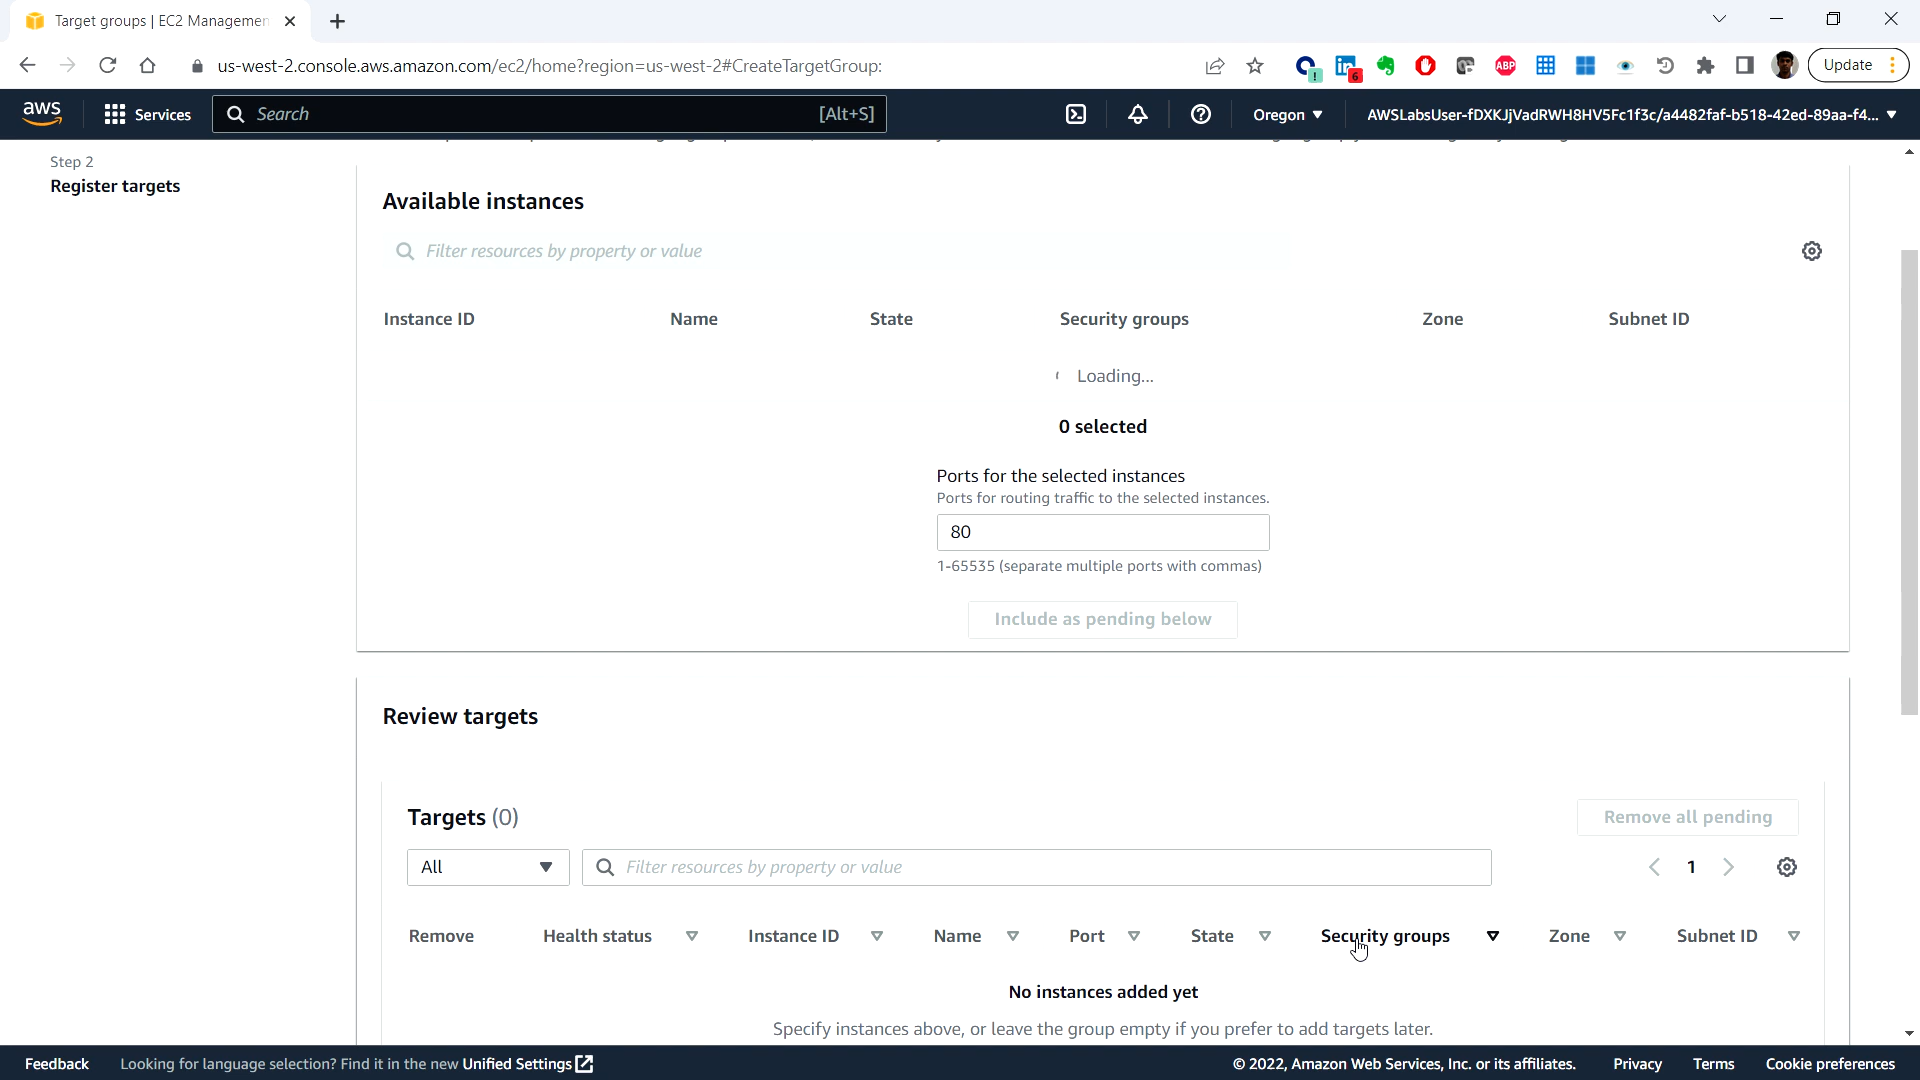 Target groups | EC2 Managemen
us-west-2.console.aws.amazon.com/ec2/home?region=us-west-2#CreateTargetGroup:
6
ABP
Update
aws
Services
Search
[Alt+S]
Oregon
AWSLabsUser-fDXKJjVadRWH8HV5Fc1f3c/a4482faf-b518-42ed-89aa-f4...
Step 2
Register targets
Available instances
Filter resources by property or value
Instance ID Name State Security groups Zone Subnet ID
Loading...
0 selected
Ports for the selected instances
Ports for routing traffic to the selected instances.
80
1-65535 (separate multiple ports with commas)
Include as pending below
Review targets
Targets (0)
Remove all pending
All
Filter resources by property or value
1
Remove Health status Instance ID Name Port State Security groups Zone Subnet ID
No instances added yet
Specify instances above, or leave the group empty if you prefer to add targets later.
Feedback
Looking for language selection? Find it in the new Unified Settings
© 2022, Amazon Web Services, Inc. or its affiliates.
Privacy
Terms
Cookie preferences